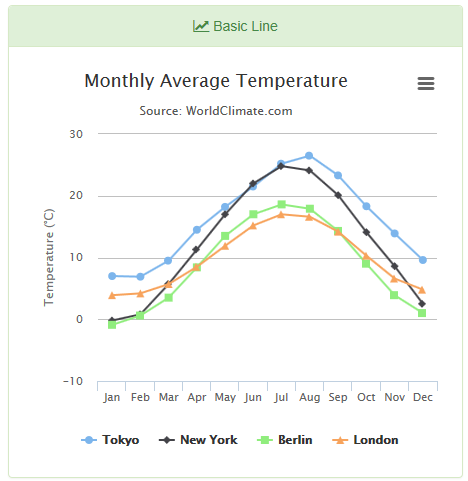 Basic Line
Monthly Average Temperature
Source: WorldClimate.com
Temperature (°C)
30
20
10
0
−10
Jan Feb Mar Apr May Jun Jul Aug Sep Oct Nov Dec
Tokyo New York Berlin London